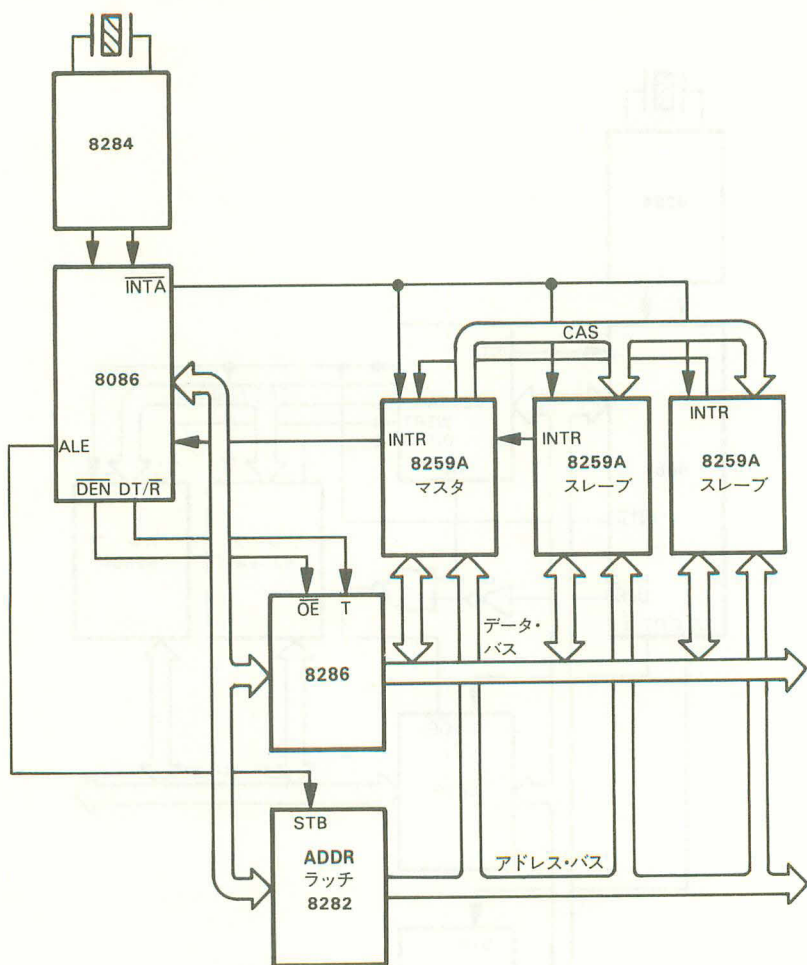 8284
INTA
8086
ALE
DEN DT/R
CAS
INTR
8259A
マスタ
INTR
8259A
スレーブ
INTR
8259A
スレーブ
OE T
8286
データ・
バス
STB
ADDR
ラッチ
8282
アドレス・バス